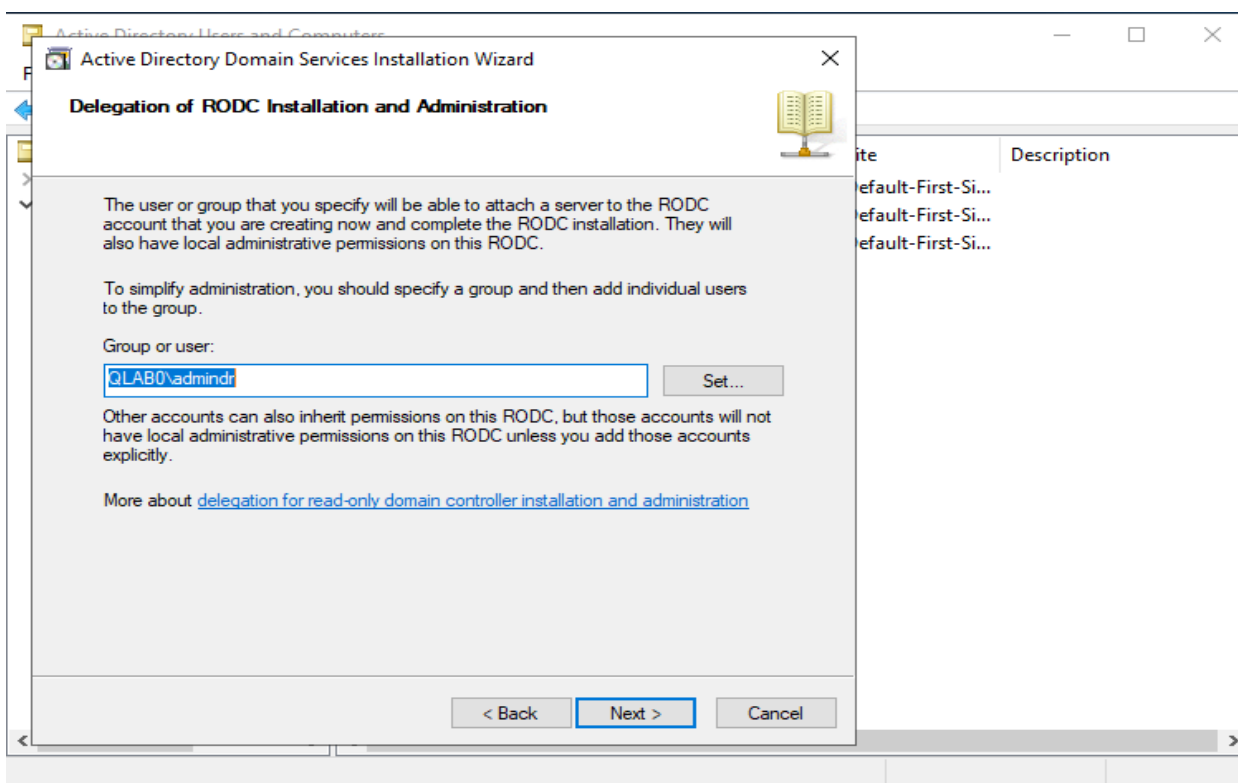 Active Directory Users and Computers
Active Directory Domain Services Installation Wizard
F
Delegation of RODC Installation and Administration
ite
Description
The user or group that you specify will be able to attach a server to the RODC
account that you are creating now and complete the RODC installation. They will
also have local administrative permissions on this RODC.
efault-First-Si...
efault-First-Si...
efault-First-Si...
To simplify administration, you should specify a group and then add individual users
to the group.
Group or user:
QLAB0\admindr
Set...
Other accounts can also inherit permissions on this RODC, but those accounts will not
have local administrative permissions on this RODC unless you add those accounts
explicitly.
More about delegation for read-only domain controller installation and administration
< Back
Next >
Cancel